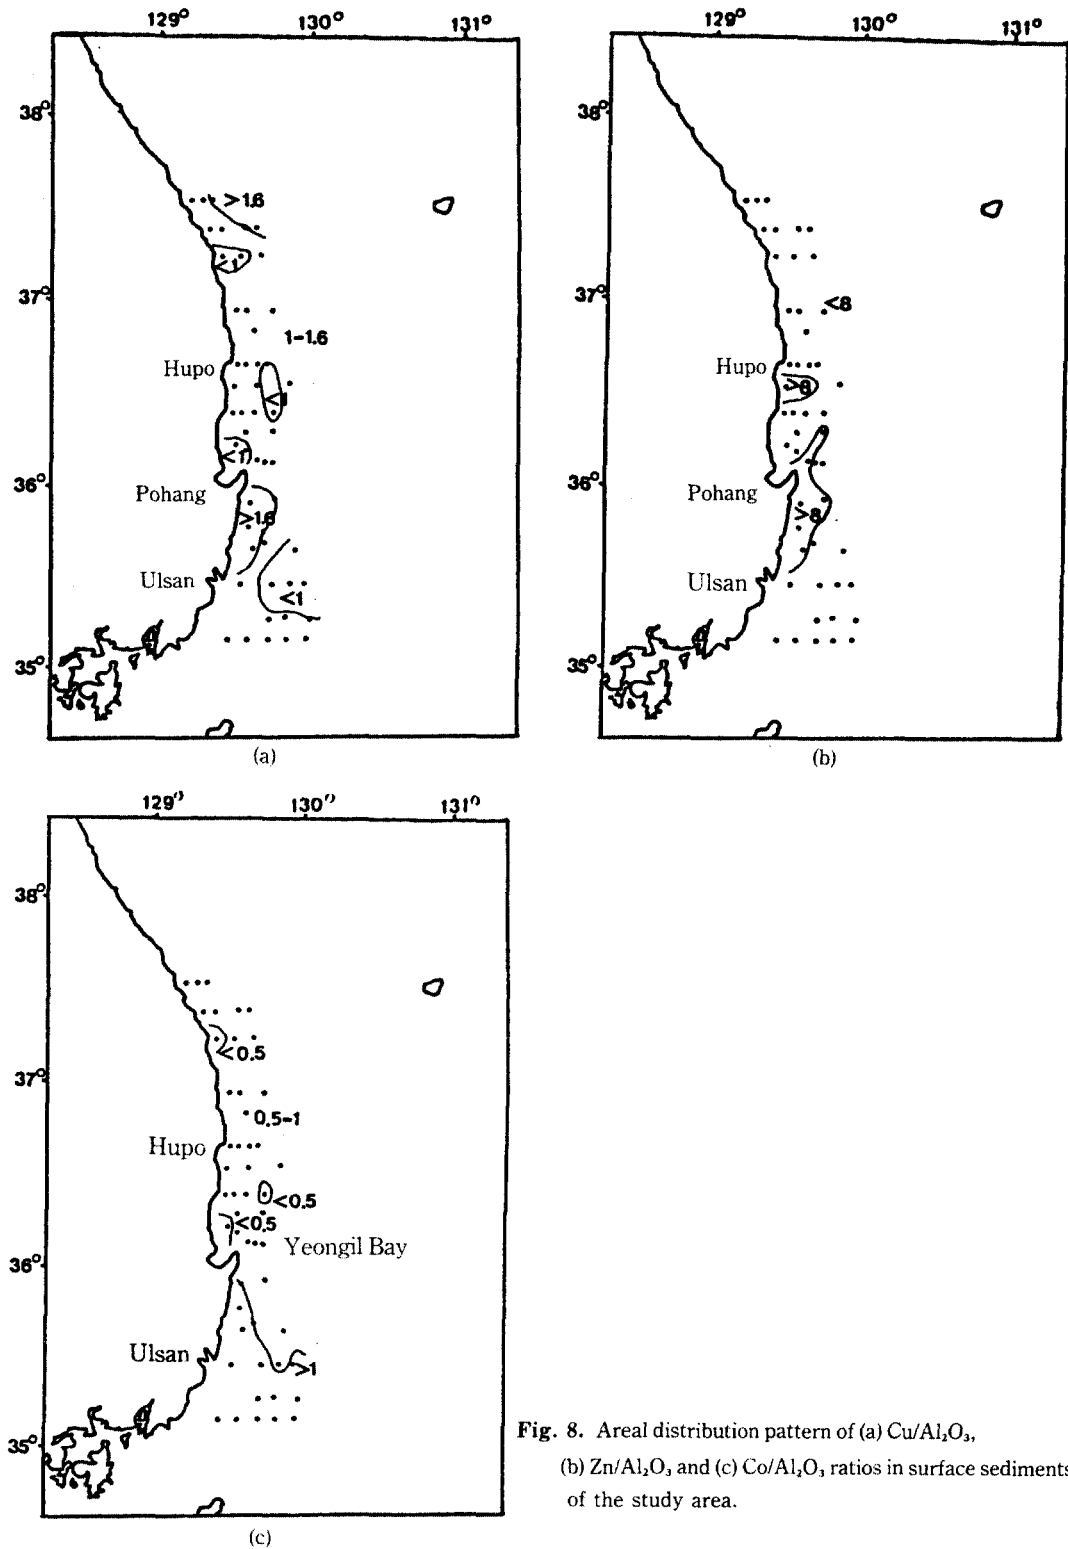 129° 130° 131°
38°
>1.6
<1
37°
1-1.6
Hupo
<1
<1
36°
Pohang
>1.6
Ulsan
<1
35°
(a)
129° 130° 131°
38°
37°
<8
Hupo
>8
36°
Pohang
>8
Ulsan
35°
(b)
129° 130° 131°
38°
<0.5
37°
0.5-1
Hupo
<0.5
<0.5
Yeongil Bay
36°
Ulsan
>1
35°
(c)
Fig. 8. Areal distribution pattern of (a) Cu/Al₂O₃,
(b) Zn/Al₂O₃ and (c) Co/Al₂O₃ ratios in surface sediments
of the study area.